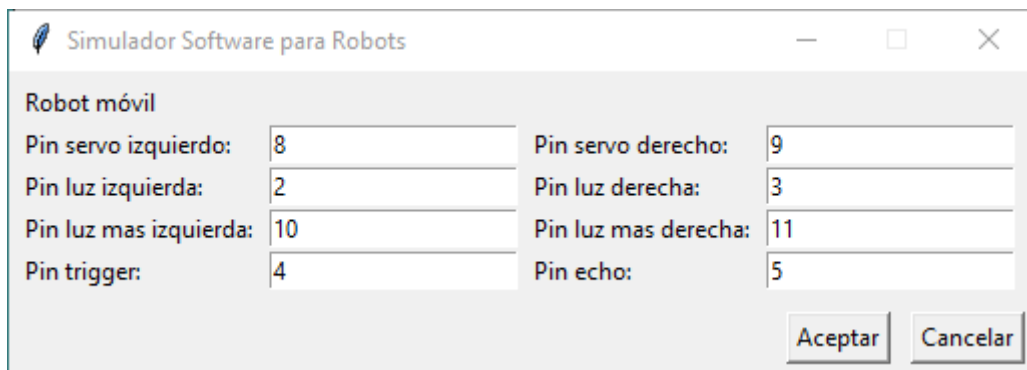 Simulador Software para Robots
Robot móvil
Pin servo izquierdo: 8 Pin servo derecho: 9
Pin luz izquierda: 2 Pin luz derecha: 3
Pin luz mas izquierda: 10 Pin luz mas derecha: 11
Pin trigger: 4 Pin echo: 5
Aceptar Cancelar